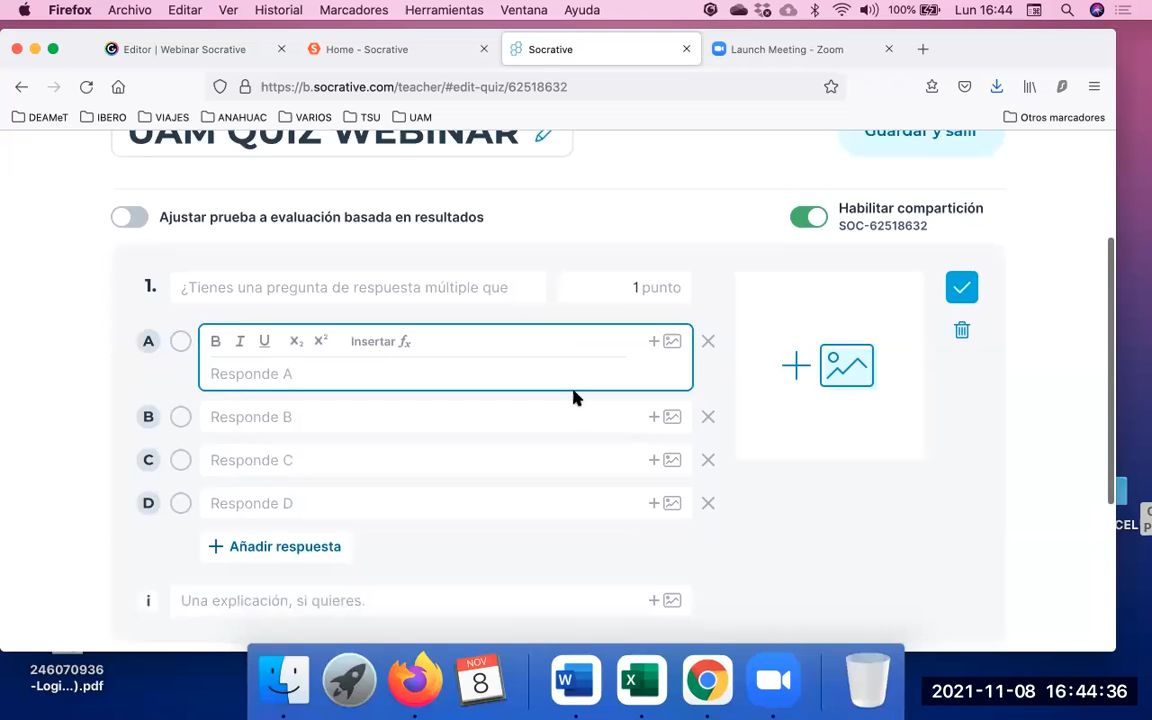 Firefox Archivo Editar Ver Historial Marcadores Herramientas Ventana Ayuda 100% Lun 16:44
Editor | Webinar Socrative Home - Socrative Socrative Launch Meeting - Zoom
https://b.socrative.com/teacher/#edit-quiz/62518632
DEAMeT IBERO VIAJES ANAHUAC VARIOS TSU UAM Otros marcadores
UAM QUIZ WEBINAR Guardar y salir
Ajustar prueba a evaluación basada en resultados
Habilitar compartición
SOC-62518632
1. ¿Tienes una pregunta de respuesta múltiple que 1 punto
A B I U X₂ X² Insertar fx
Responde A
B Responde B
C Responde C
D Responde D
+ Añadir respuesta
i Una explicación, si quieres.
CEL
246070936
-Logi...).pdf
NOV
8
W
X
2021-11-08 16:44:36